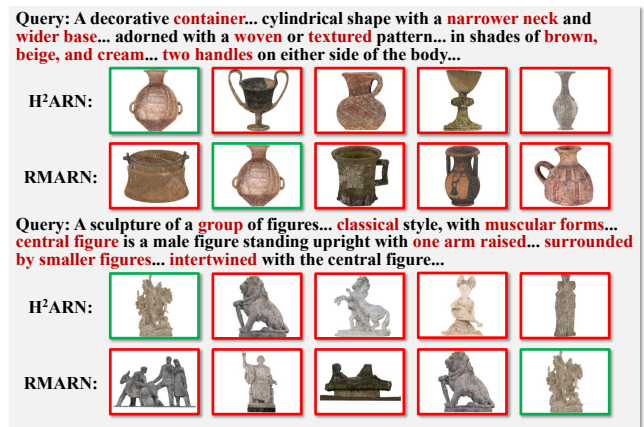 Query: A decorative container... cylindrical shape with a narrower neck and
wider base... adorned with a woven or textured pattern... in shades of brown,
beige, and cream... two handles on either side of the body...
H²ARN:
RMARN:
Query: A sculpture of a group of figures... classical style, with muscular forms...
central figure is a male figure standing upright with one arm raised... surrounded
by smaller figures... intertwined with the central figure...
H²ARN:
RMARN: